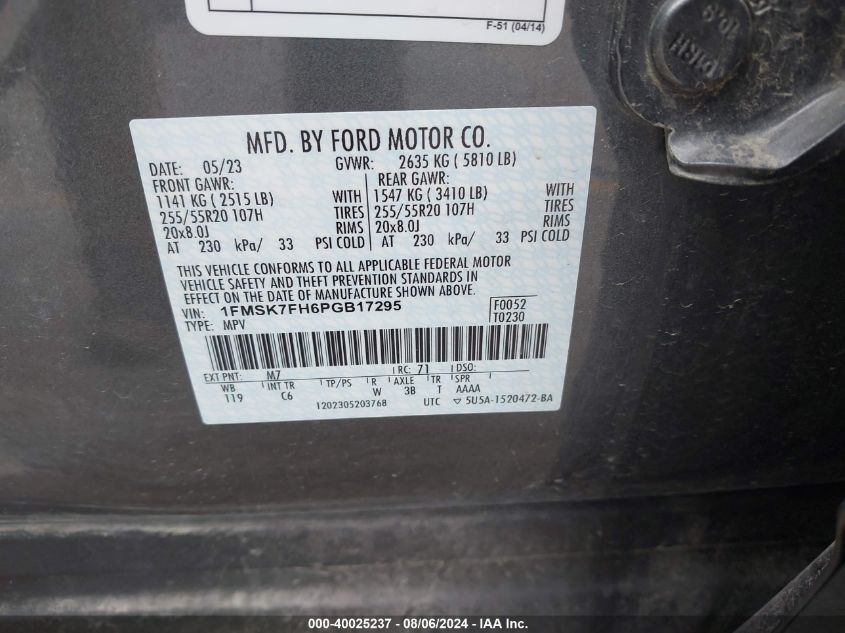 F-51 (04/14)
10.9
MFD. BY FORD MOTOR CO.
DATE: 05/23 GVWR: 2635 KG ( 5810 LB)
FRONT GAWR: REAR GAWR:
1141 KG ( 2515 LB) WITH 1547 KG ( 3410 LB) WITH
255/55R20 107H TIRES 255/55R20 107H TIRES
20x8.0J RIMS 20x8.0J RIMS
AT 230 kPa/ 33 PSI COLD AT 230 kPa/ 33 PSI COLD
THIS VEHICLE CONFORMS TO ALL APPLICABLE FEDERAL MOTOR
VEHICLE SAFETY AND THEFT PREVENTION STANDARDS IN
EFFECT ON THE DATE OF MANUFACTURE SHOWN ABOVE.
VIN: 1FMSK7FH6PGB17295 F0052
TYPE: MPV T0230
EXT PNT: M7 RC: 71 DSO:
WB INT TR TP/PS R AXLE TR SPR
119 C6 W 3B T AAAA
1202305203768 UTC ▽ 5U5A-1520472-BA
000-40025237 - 08/06/2024 - IAA Inc.